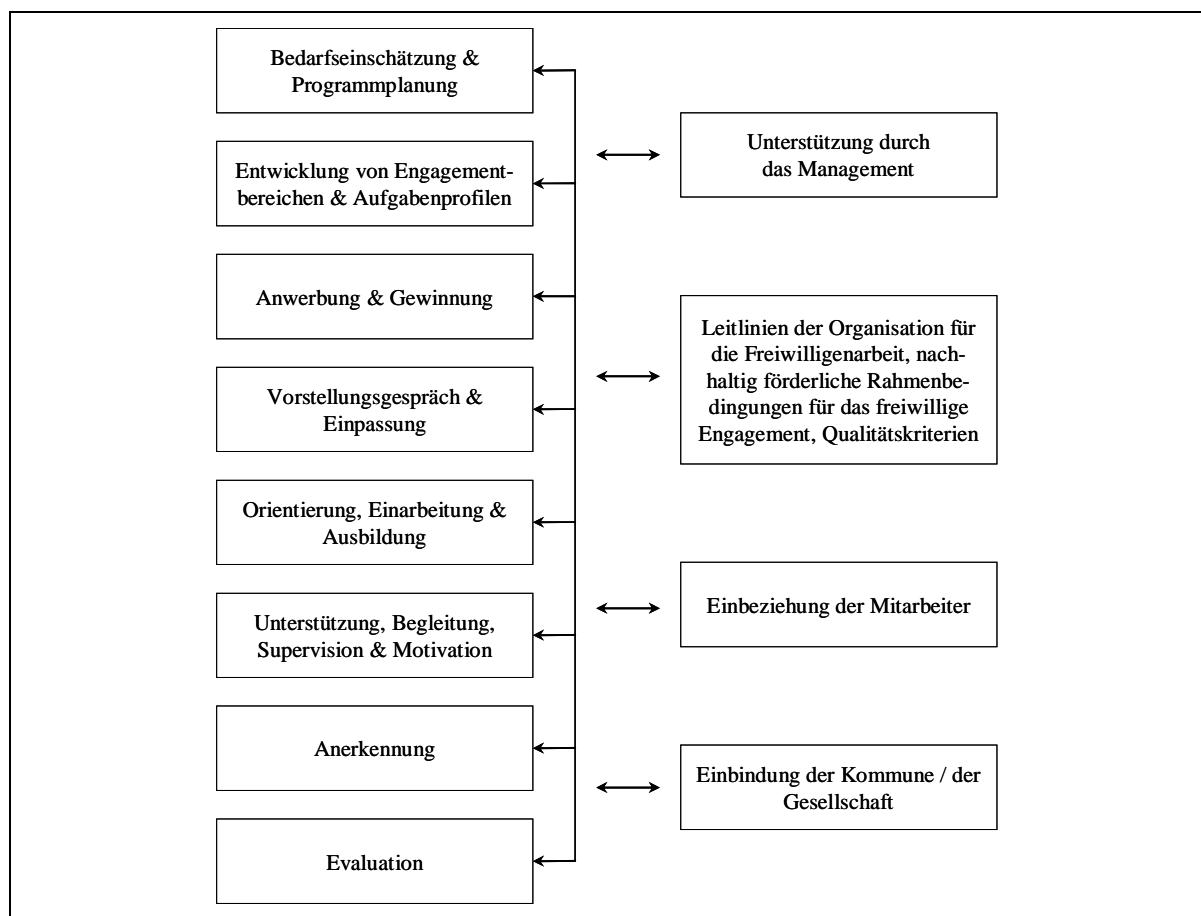 Bedarfseinschätzung &
Programmplanung
Entwicklung von Engagement-
bereichen & Aufgabenprofilen
Anwerbung & Gewinnung
Vorstellungsgespräch &
Einpassung
Orientierung, Einarbeitung &
Ausbildung
Unterstützung, Begleitung,
Supervision & Motivation
Anerkennung
Evaluation
Unterstützung durch
das Management
Leitlinien der Organisation für
die Freiwilligenarbeit, nach-
haltig förderliche Rahmenbe-
dingungen für das freiwillige
Engagement, Qualitätskriterien
Einbeziehung der Mitarbeiter
Einbindung der Kommune / der
Gesellschaft